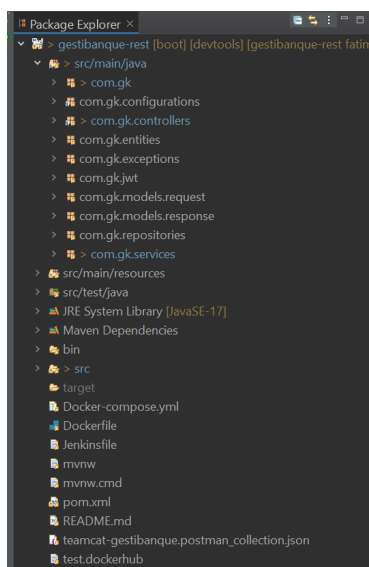 Package Explorer ×
> gestibanque-rest [boot] [devtools] [gestibanque-rest fatim
> src/main/java
> com.gk
com.gk.configurations
> com.gk.controllers
com.gk.entities
com.gk.exceptions
com.gk.jwt
com.gk.models.request
com.gk.models.response
com.gk.repositories
> com.gk.services
src/main/resources
src/test/java
JRE System Library [JavaSE-17]
Maven Dependencies
bin
> src
target
Docker-compose.yml
Dockerfile
Jenkinsfile
mvnw
mvnw.cmd
pom.xml
README.md
teamcat-gestibanque.postman_collection.json
test.dockerhub